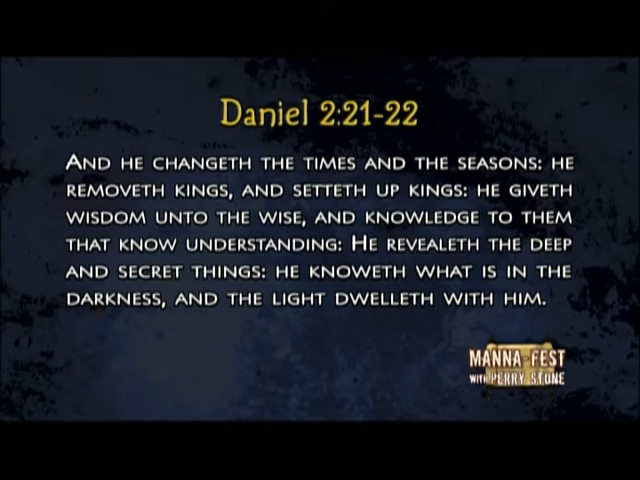 Daniel 2:21-22
AND HE CHANGETH THE TIMES AND THE SEASONS: HE
REMOVETH KINGS, AND SETTETH UP KINGS: HE GIVETH
WISDOM UNTO THE WISE, AND KNOWLEDGE TO THEM
THAT KNOW UNDERSTANDING: HE REVEALETH THE DEEP
AND SECRET THINGS: HE KNOWETH WHAT IS IN THE
DARKNESS, AND THE LIGHT DWELLETH WITH HIM.
MANNA FEST
WITH PERRY STONE